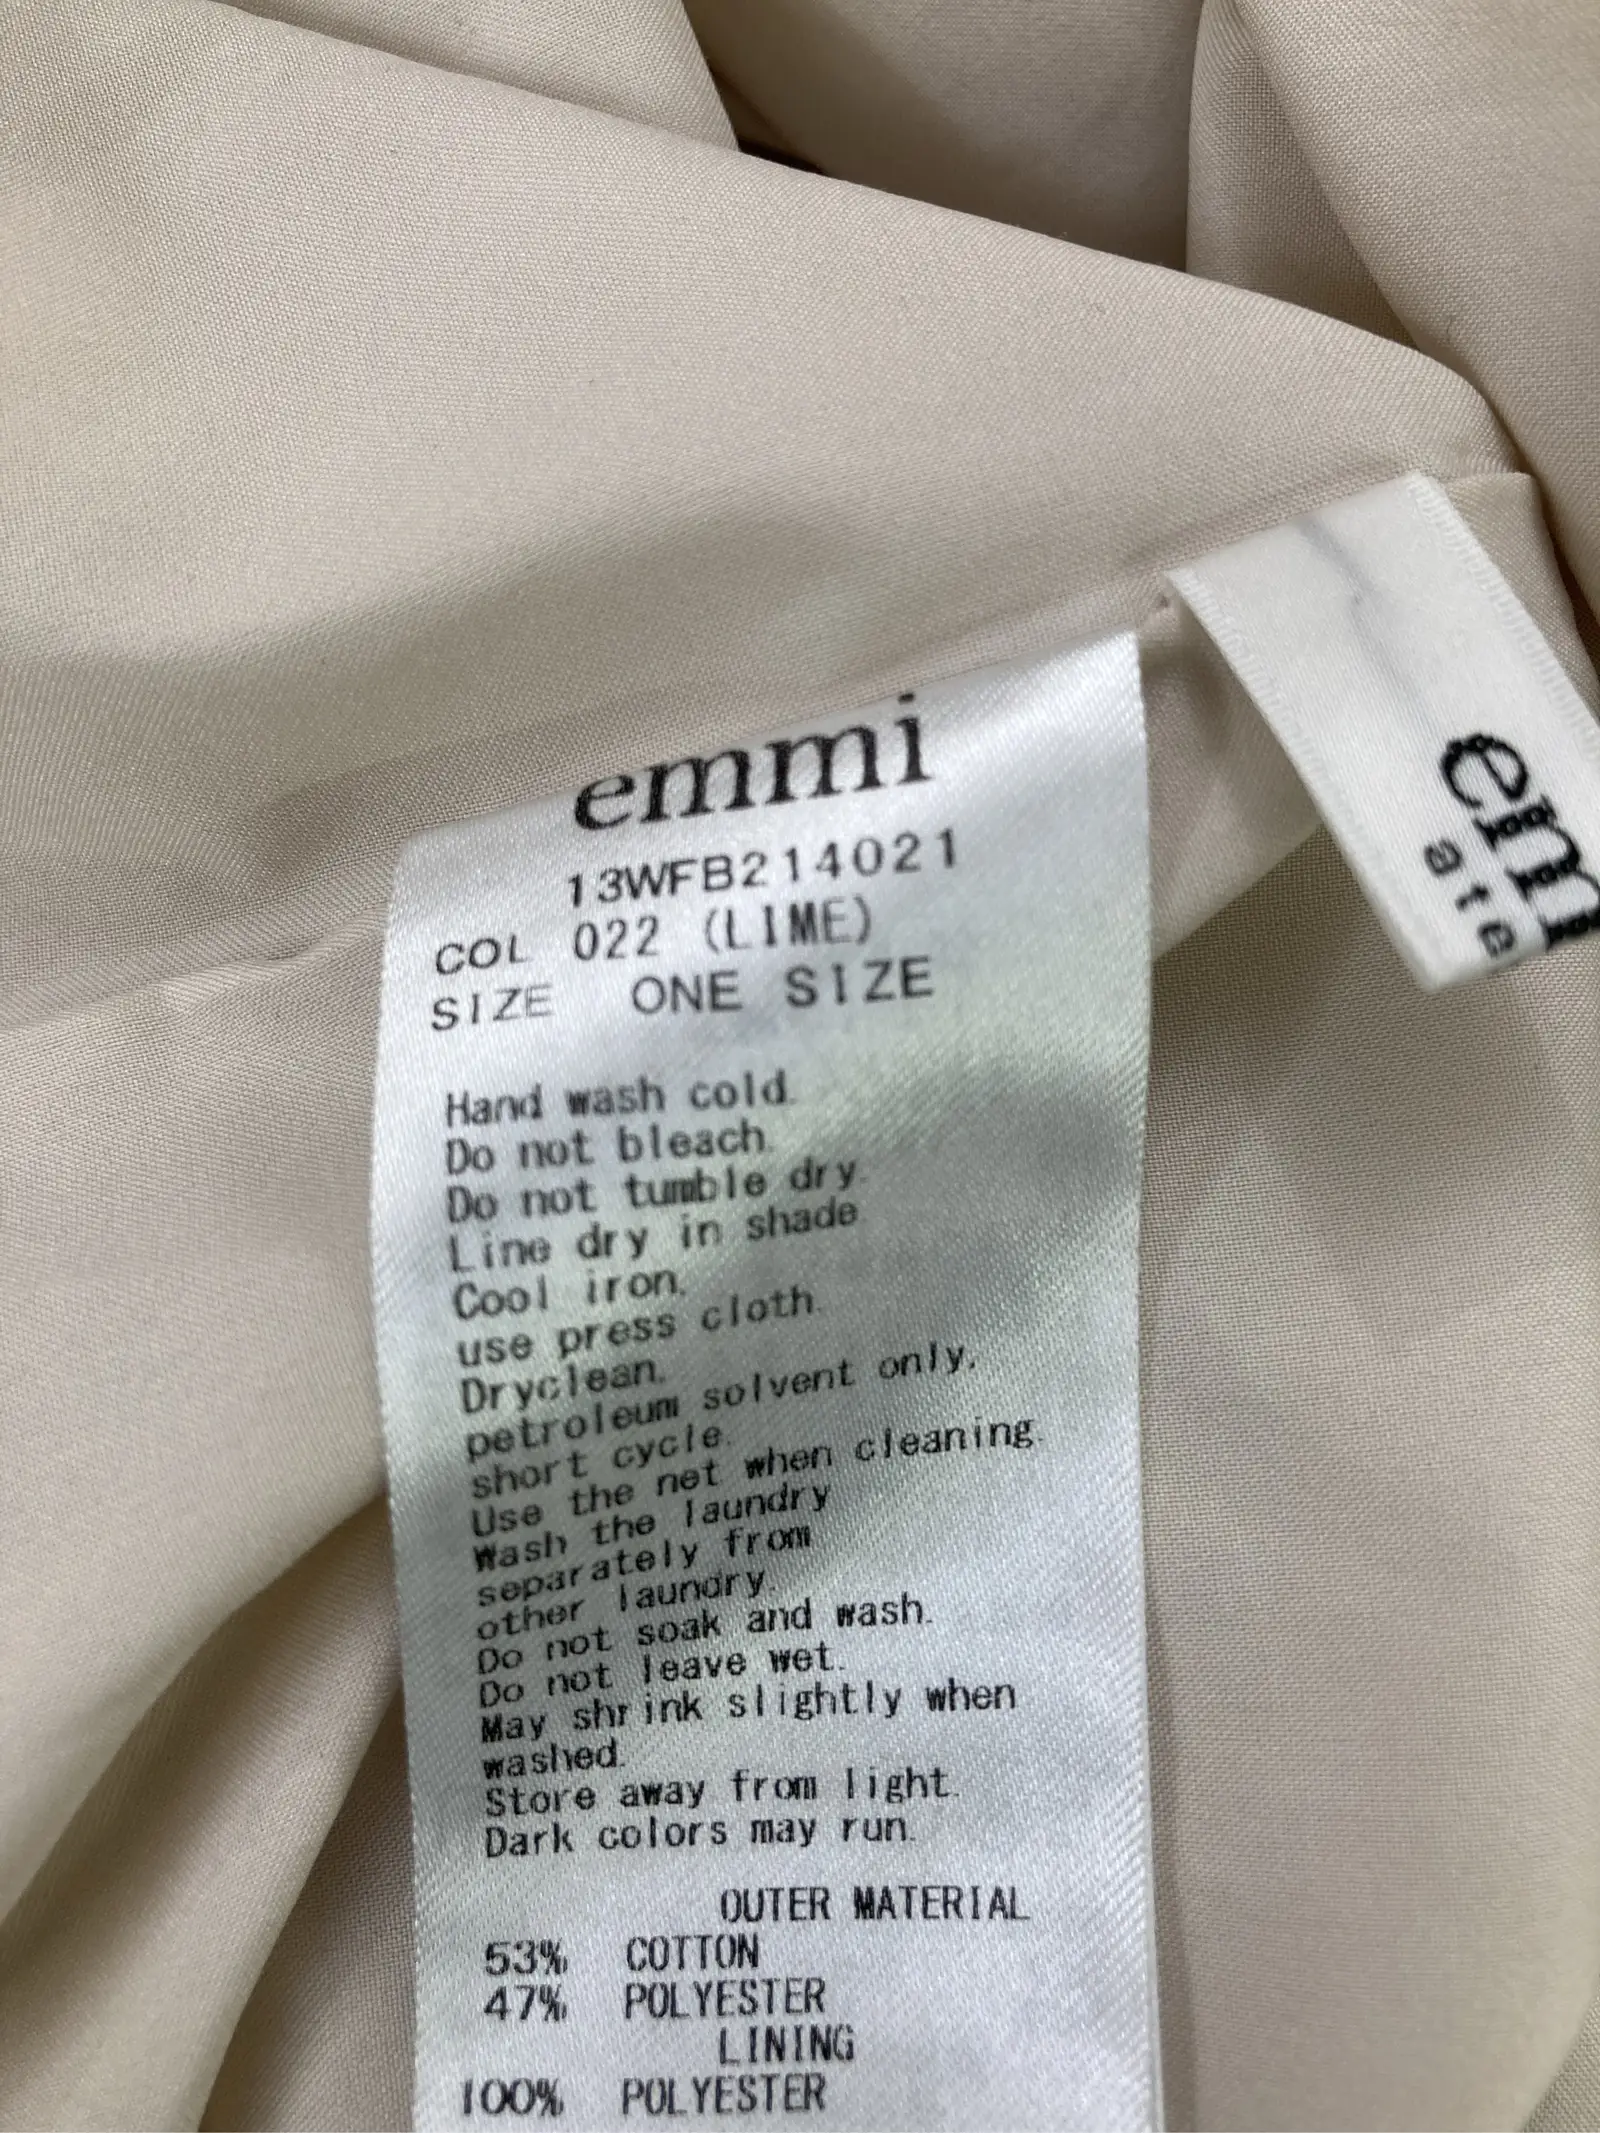 emmi
13WFB214021
COL 022 (LIME)
SIZE ONE SIZE
Hand wash cold.
Do not bleach.
Do not tumble dry.
Line dry in shade
Cool iron.
use press cloth.
Dryclean.
petroleum solvent only.
short cycle.
Use the net when cleaning.
Wash the laundry
separately from
other laundry.
Do not soak and wash.
Do not leave wet.
May shrink slightly when
washed.
Store away from light.
Dark colors may run.
OUTER MATERIAL
53% COTTON
47% POLYESTER
LINING
100% POLYESTER